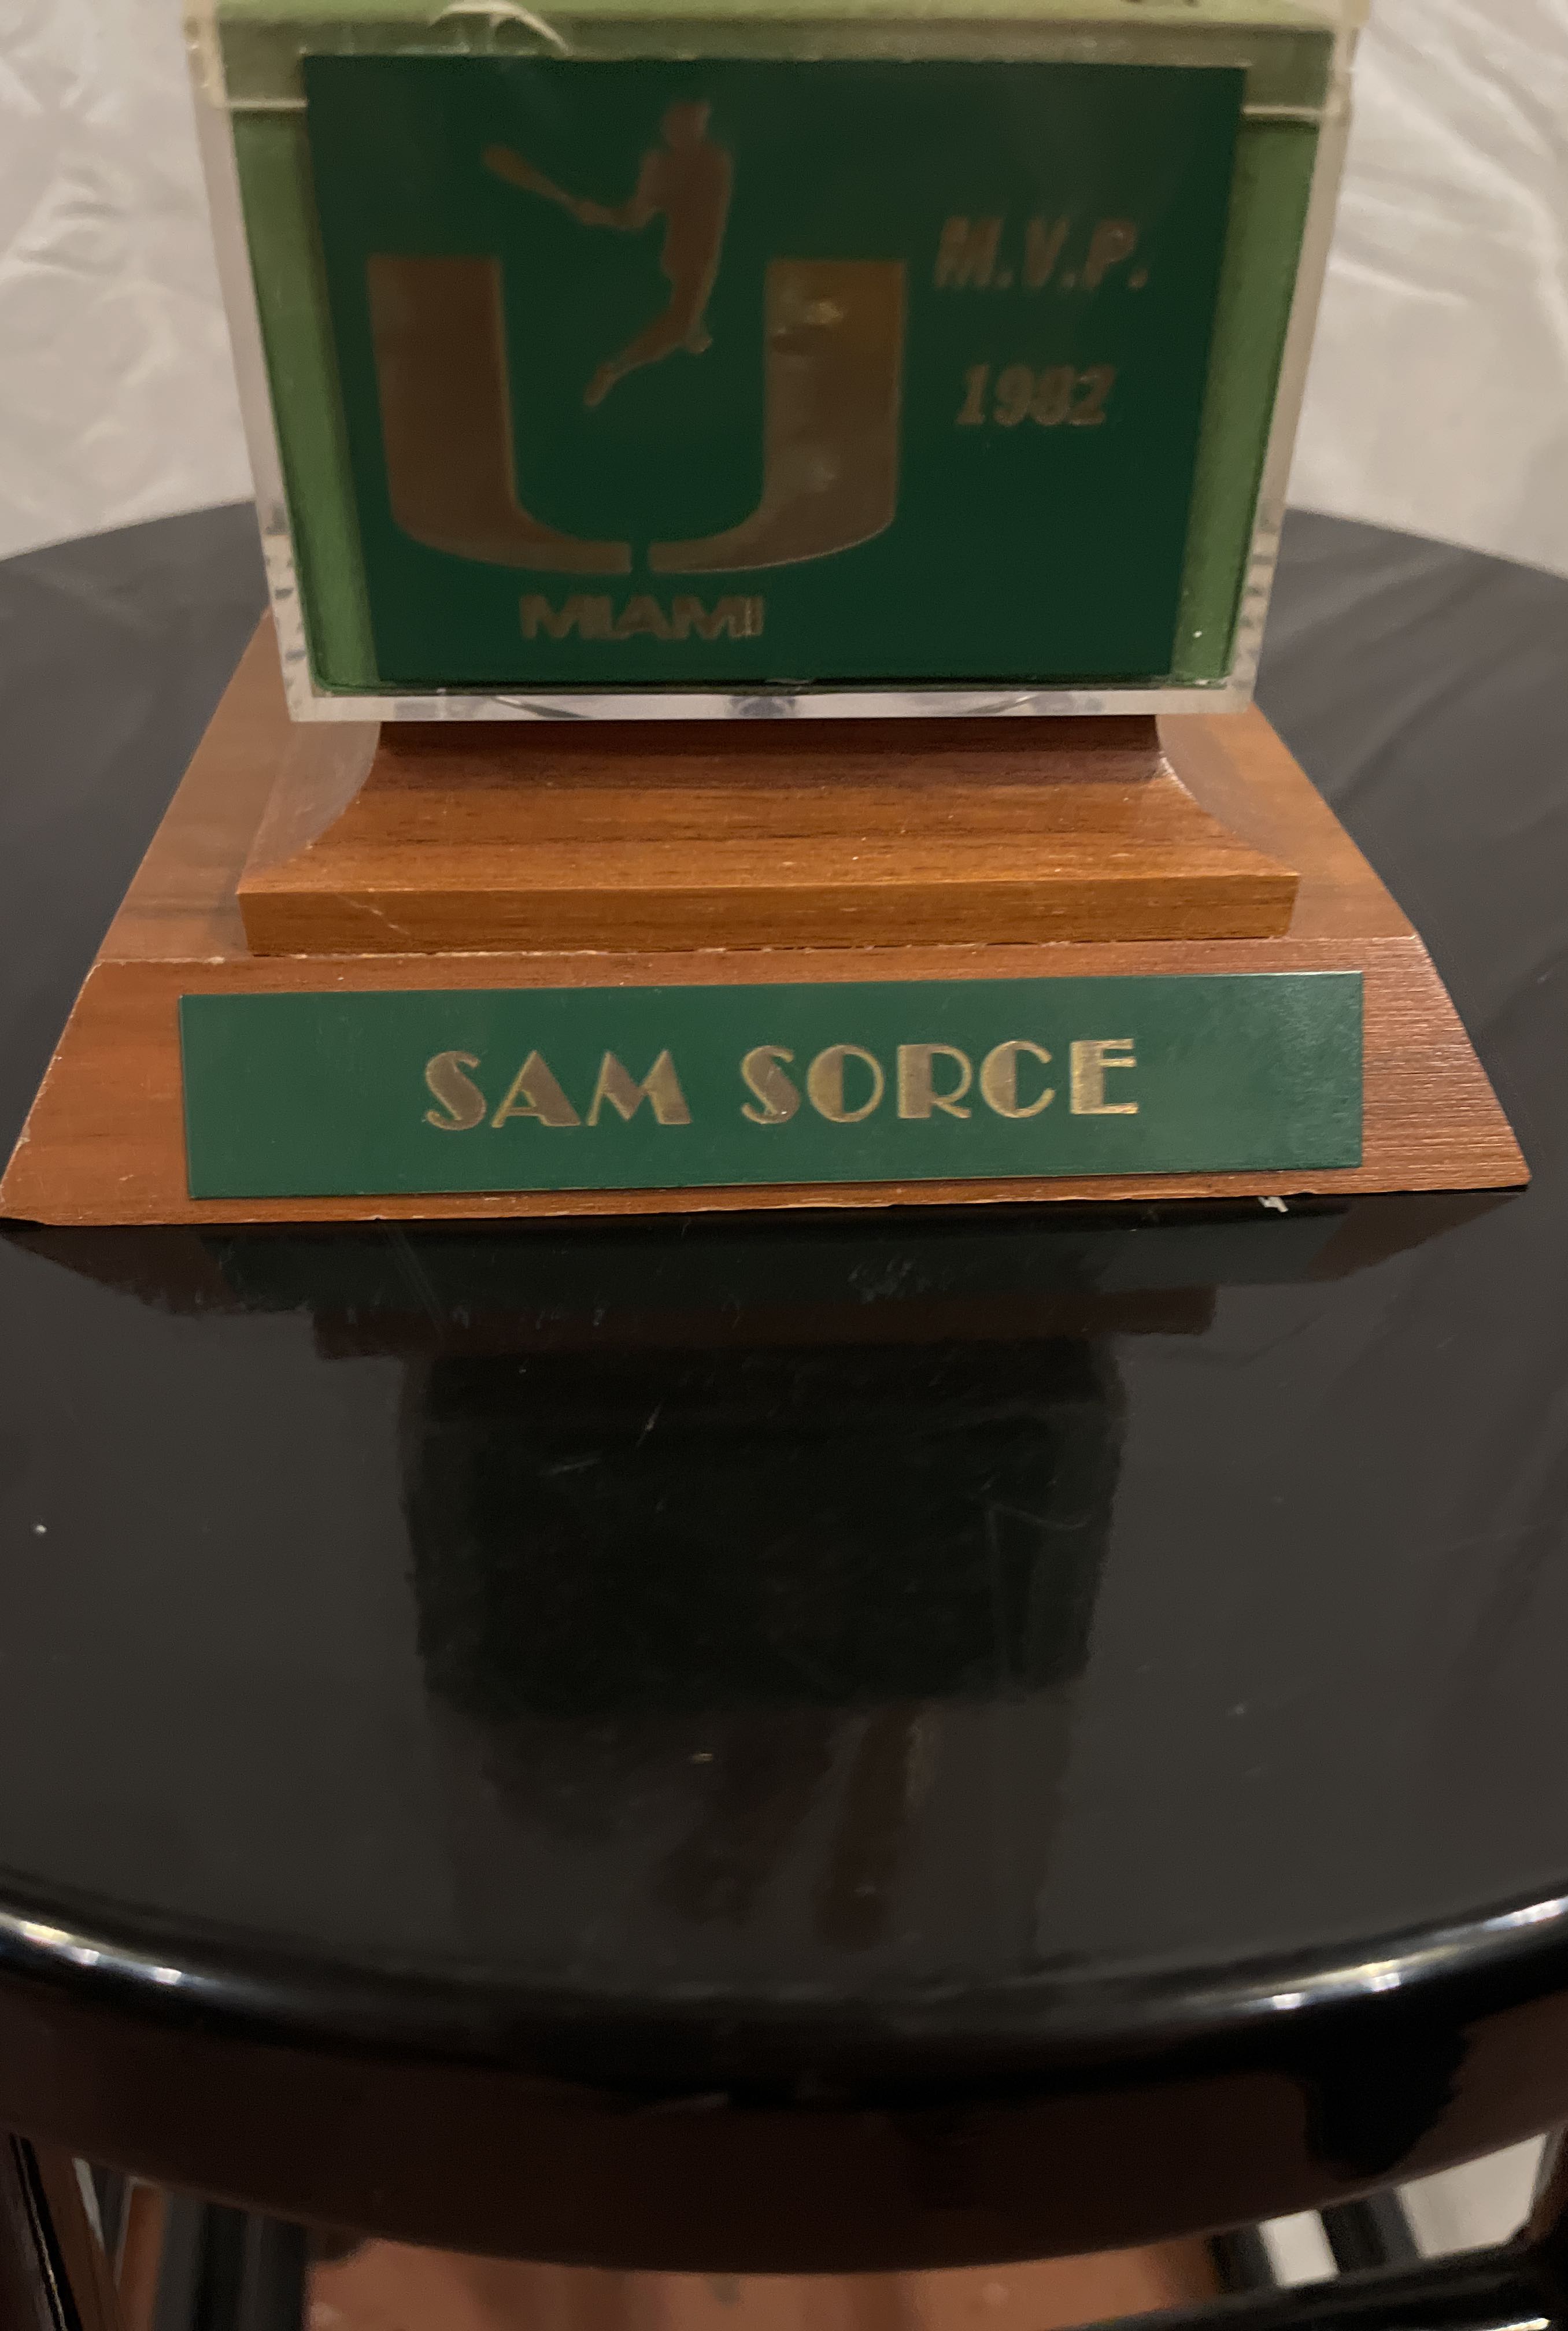 M.V.P.
1982
U
MIAMI
SAM SORCE